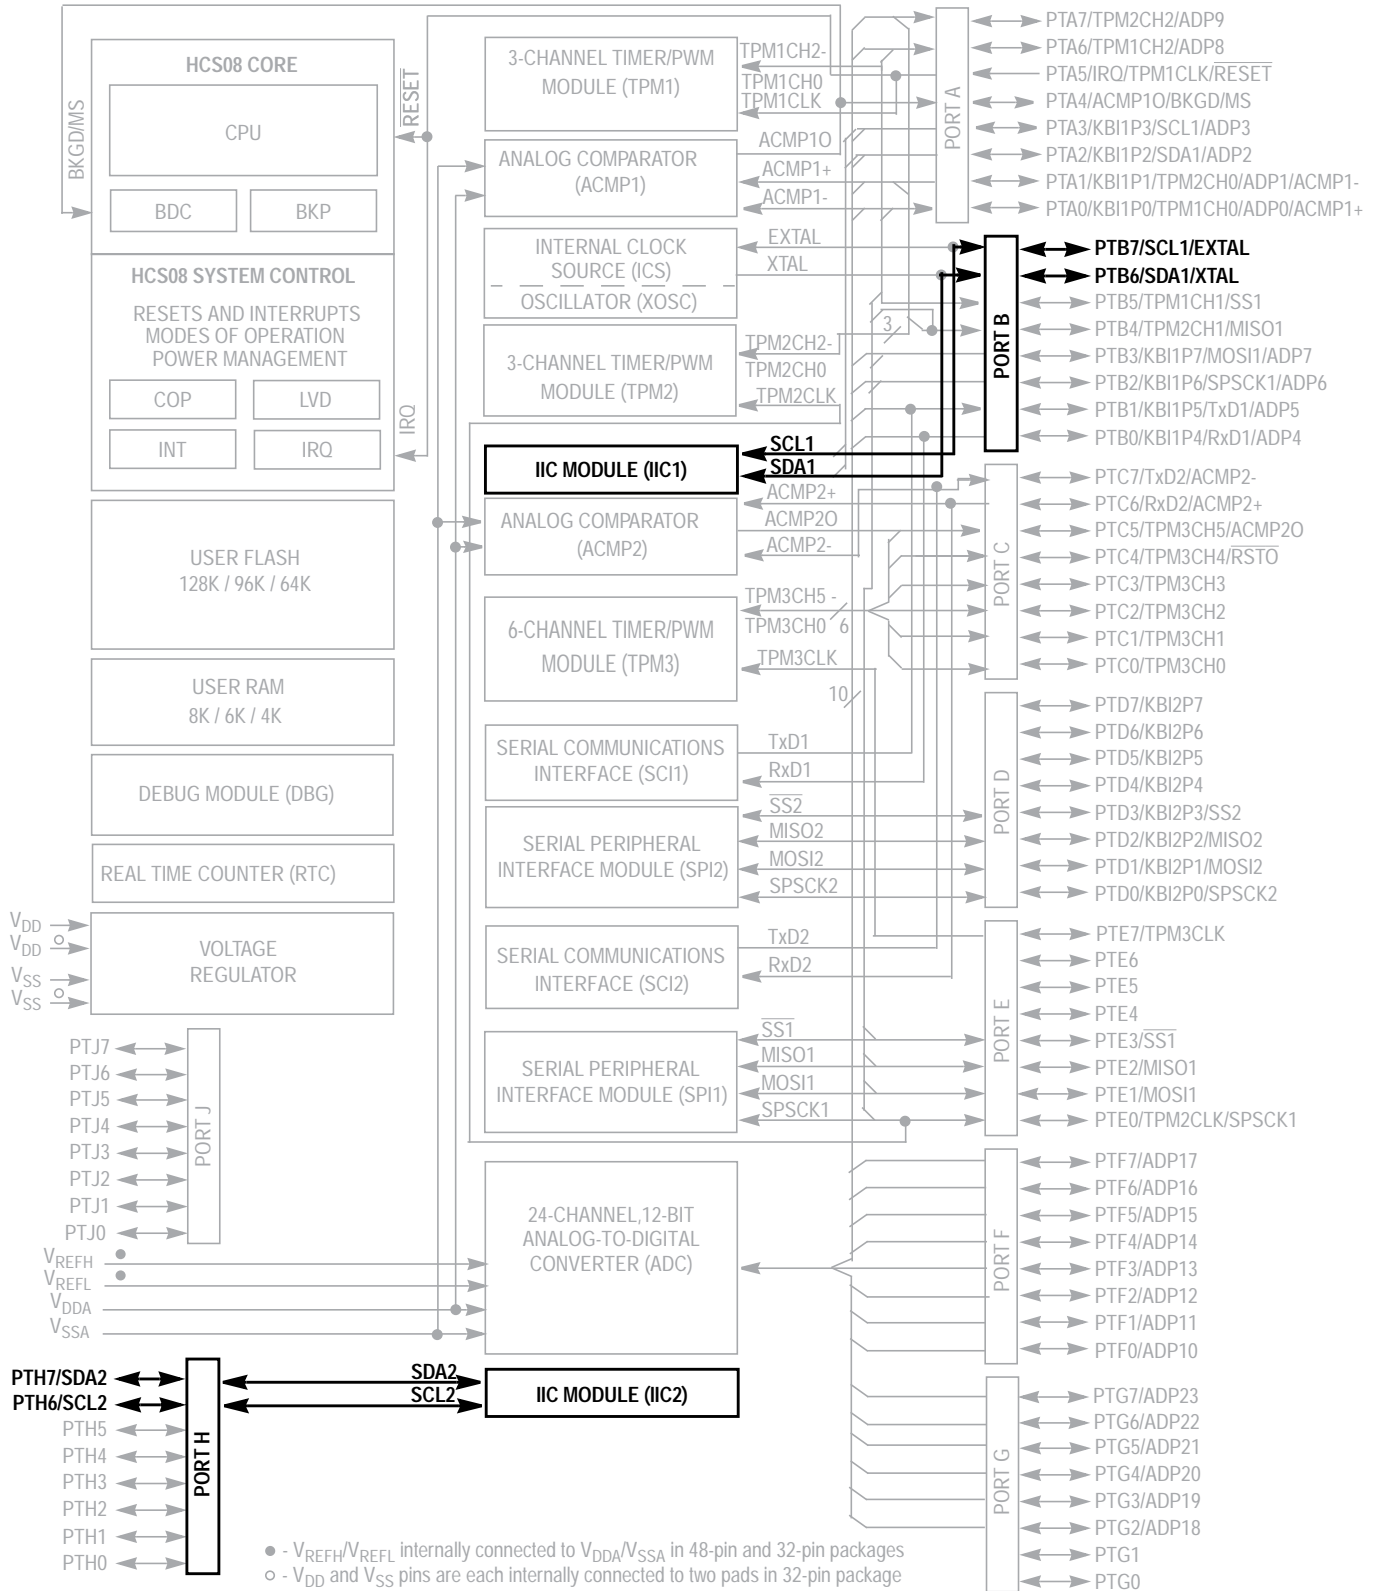 BKGD/MS
HCS08 CORE
CPU
BDC
BKP
RESET
HCS08 SYSTEM CONTROL
RESETS AND INTERRUPTS
MODES OF OPERATION
POWER MANAGEMENT
COP
LVD
INT
IRQ
IRQ
USER FLASH
128K / 96K / 64K
USER RAM
8K / 6K / 4K
DEBUG MODULE (DBG)
REAL TIME COUNTER (RTC)
VDD
VDD
VSS
VSS
VOLTAGE
REGULATOR
PTJ7
PTJ6
PTJ5
PTJ4
PTJ3
PTJ2
PTJ1
PTJ0
PORT J
VREFH
VREFL
VDDA
VSSA
PTH7/SDA2
PTH6/SCL2
PTH5
PTH4
PTH3
PTH2
PTH1
PTH0
PORT H
SDA2
SCL2
3-CHANNEL TIMER/PWM
MODULE (TPM1)
TPM1CH2-
TPM1CH0
TPM1CLK
ANALOG COMPARATOR
(ACMP1)
ACMP1O
ACMP1+
ACMP1-
INTERNAL CLOCK
SOURCE (ICS)
OSCILLATOR (XOSC)
EXTAL
XTAL
3-CHANNEL TIMER/PWM
MODULE (TPM2)
TPM2CH2-
TPM2CH0
TPM2CLK
3
IIC MODULE (IIC1)
SCL1
SDA1
ANALOG COMPARATOR
(ACMP2)
ACMP2+
ACMP2O
ACMP2-
6-CHANNEL TIMER/PWM
MODULE (TPM3)
TPM3CH5 -
TPM3CH0
6
TPM3CLK
10
SERIAL COMMUNICATIONS
INTERFACE (SCI1)
TxD1
RxD1
SERIAL PERIPHERAL
INTERFACE MODULE (SPI2)
SS2
MISO2
MOSI2
SPSCK2
SERIAL COMMUNICATIONS
INTERFACE (SCI2)
TxD2
RxD2
SERIAL PERIPHERAL
INTERFACE MODULE (SPI1)
SS1
MISO1
MOSI1
SPSCK1
24-CHANNEL,12-BIT
ANALOG-TO-DIGITAL
CONVERTER (ADC)
IIC MODULE (IIC2)
PORT A
PTA7/TPM2CH2/ADP9
PTA6/TPM1CH2/ADP8
PTA5/IRQ/TPM1CLK/RESET
PTA4/ACMP1O/BKGD/MS
PTA3/KBI1P3/SCL1/ADP3
PTA2/KBI1P2/SDA1/ADP2
PTA1/KBI1P1/TPM2CH0/ADP1/ACMP1-
PTA0/KBI1P0/TPM1CH0/ADP0/ACMP1+
PORT B
PTB7/SCL1/EXTAL
PTB6/SDA1/XTAL
PTB5/TPM1CH1/SS1
PTB4/TPM2CH1/MISO1
PTB3/KBI1P7/MOSI1/ADP7
PTB2/KBI1P6/SPSCK1/ADP6
PTB1/KBI1P5/TxD1/ADP5
PTB0/KBI1P4/RxD1/ADP4
PORT C
PTC7/TxD2/ACMP2-
PTC6/RxD2/ACMP2+
PTC5/TPM3CH5/ACMP2O
PTC4/TPM3CH4/RSTO
PTC3/TPM3CH3
PTC2/TPM3CH2
PTC1/TPM3CH1
PTC0/TPM3CH0
PORT D
PTD7/KBI2P7
PTD6/KBI2P6
PTD5/KBI2P5
PTD4/KBI2P4
PTD3/KBI2P3/SS2
PTD2/KBI2P2/MISO2
PTD1/KBI2P1/MOSI2
PTD0/KBI2P0/SPSCK2
PORT E
PTE7/TPM3CLK
PTE6
PTE5
PTE4
PTE3/SS1
PTE2/MISO1
PTE1/MOSI1
PTE0/TPM2CLK/SPSCK1
PORT F
PTF7/ADP17
PTF6/ADP16
PTF5/ADP15
PTF4/ADP14
PTF3/ADP13
PTF2/ADP12
PTF1/ADP11
PTF0/ADP10
PORT G
PTG7/ADP23
PTG6/ADP22
PTG5/ADP21
PTG4/ADP20
PTG3/ADP19
PTG2/ADP18
PTG1
PTG0
● - VREFH/VREFL internally connected to VDDA/VSSA in 48-pin and 32-pin packages
○ - VDD and VSS pins are each internally connected to two pads in 32-pin package